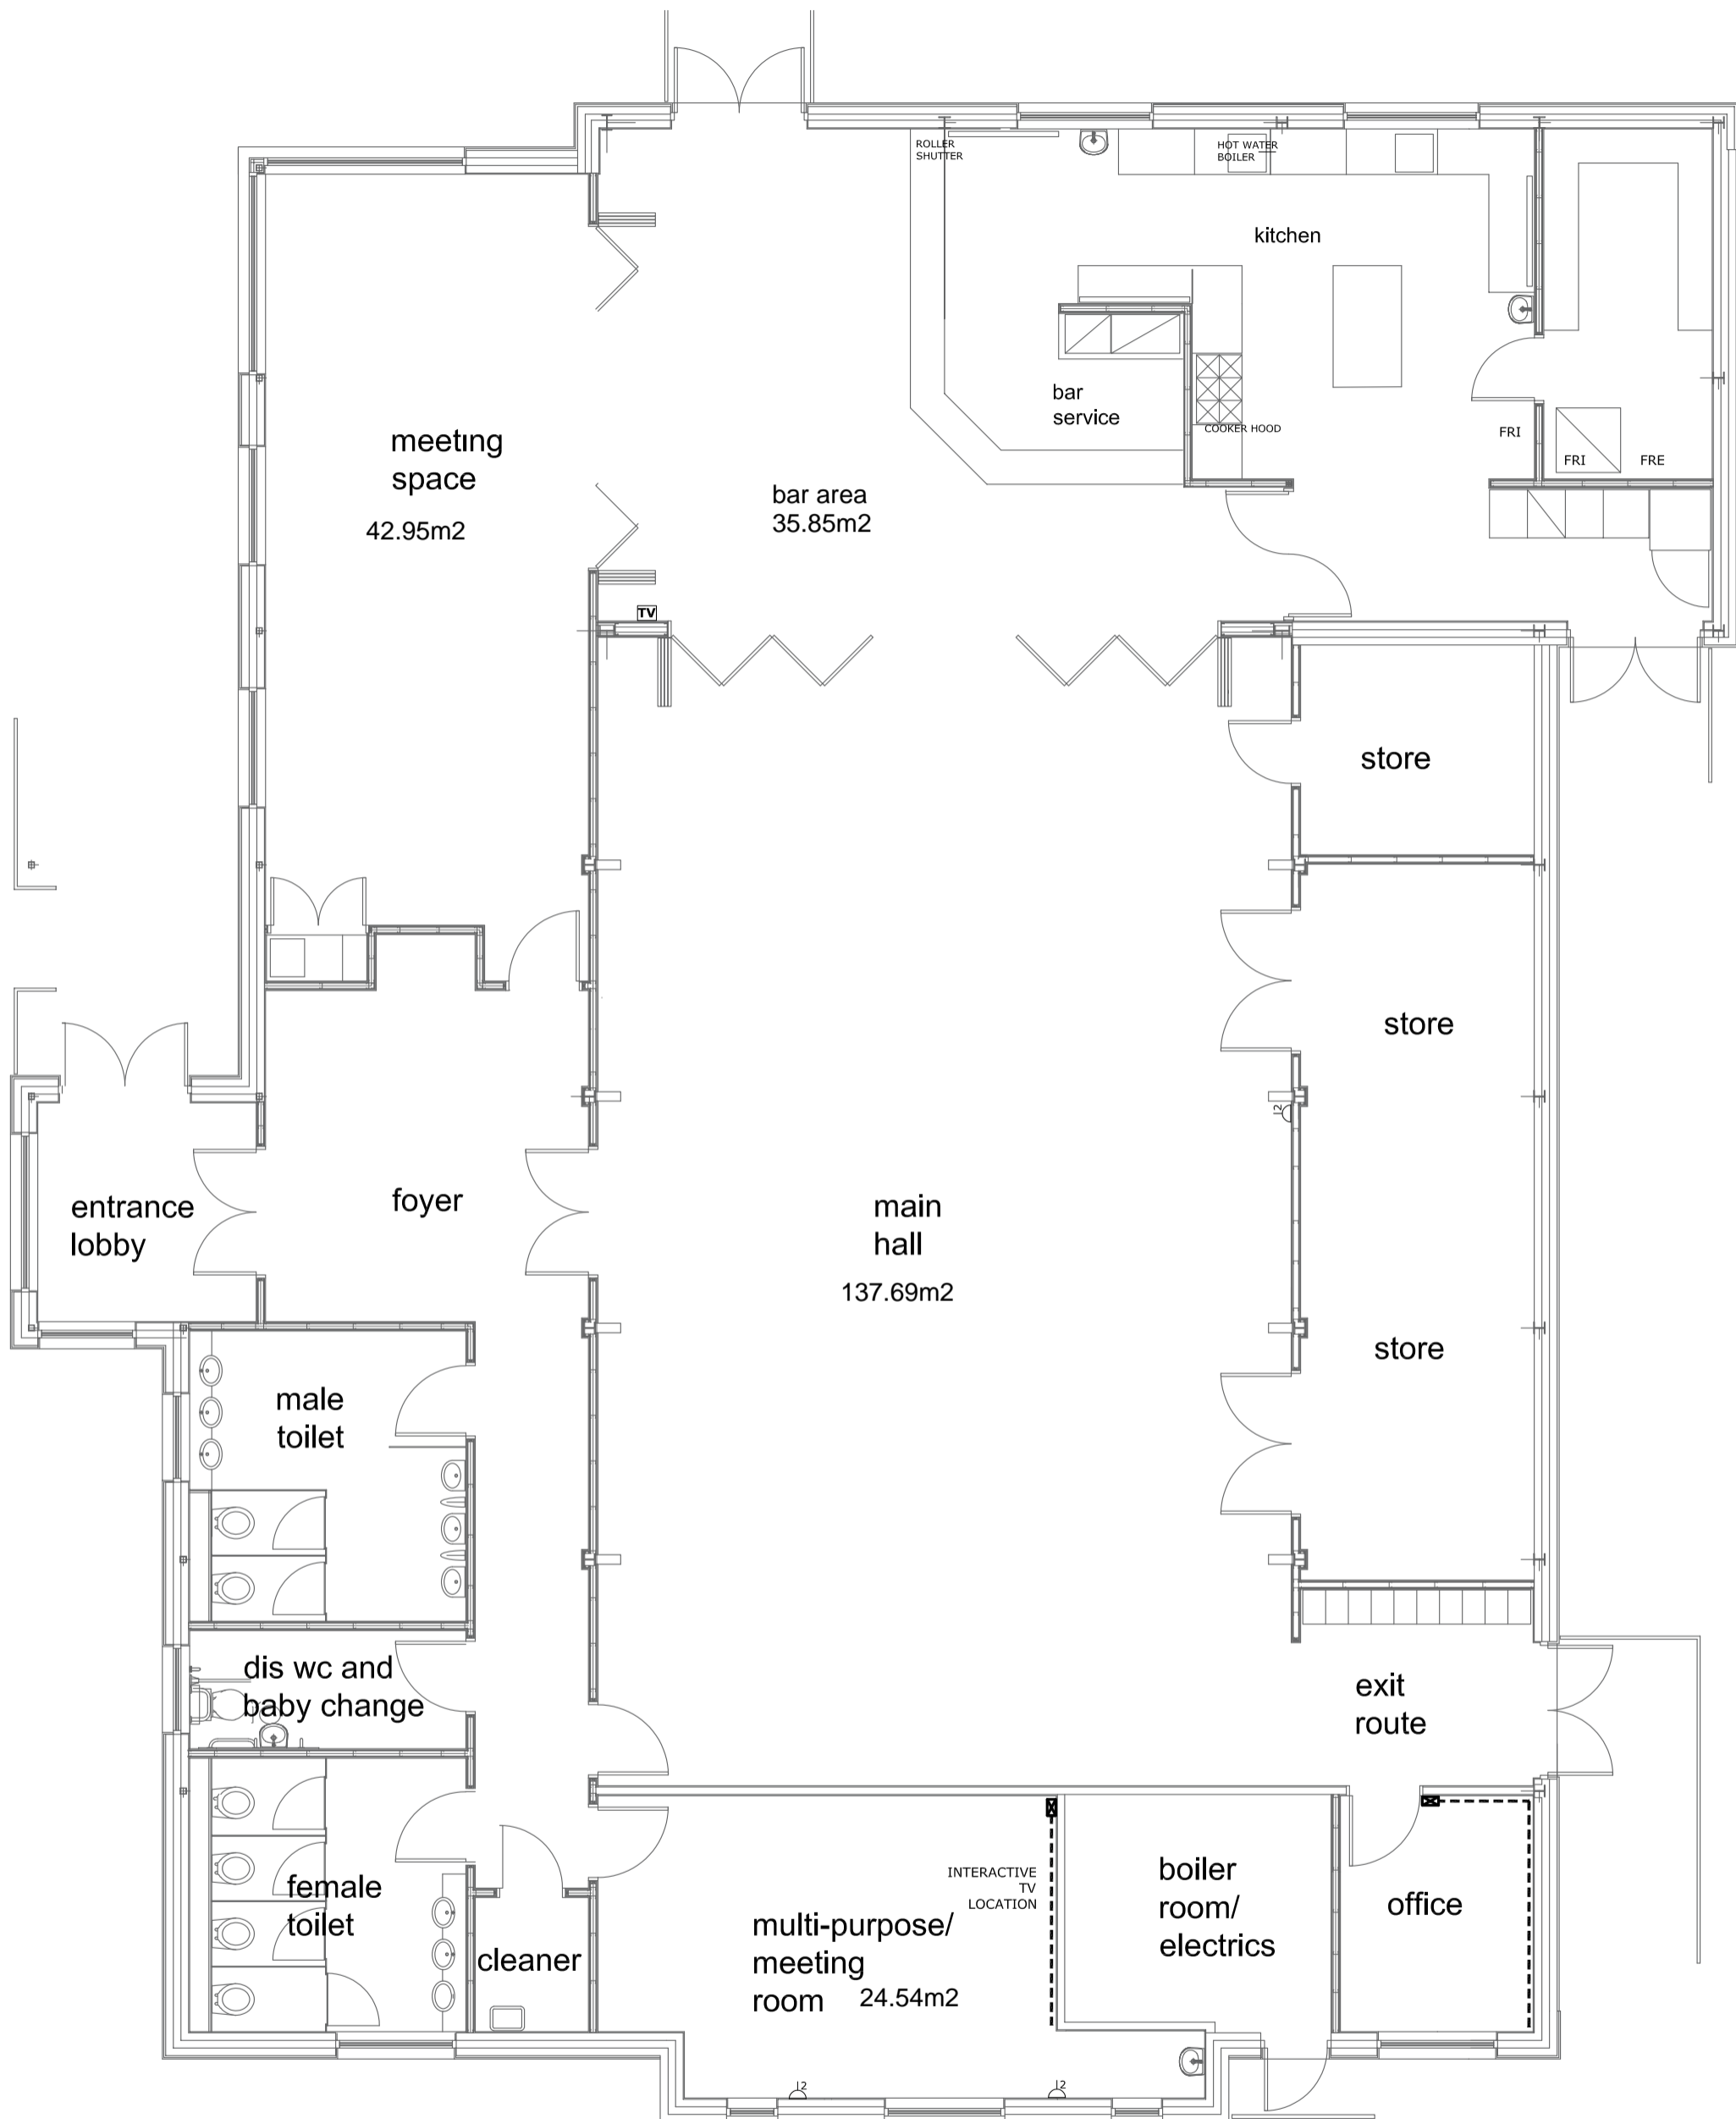 ROLLER
SHUTTER
HOT WATER
BOILER
kitchen
bar
service
COOKER HOOD
FRI
FRI
FRE
meeting
space
42.95m2
bar area
35.85m2
TV
store
store
12
entrance
lobby
foyer
main
hall
137.69m2
store
male
toilet
dis wc and
baby change
exit
route
female
toilet
cleaner
INTERACTIVE
TV
LOCATION
multi-purpose/
meeting
room 24.54m2
boiler
room/
electrics
office
12
12